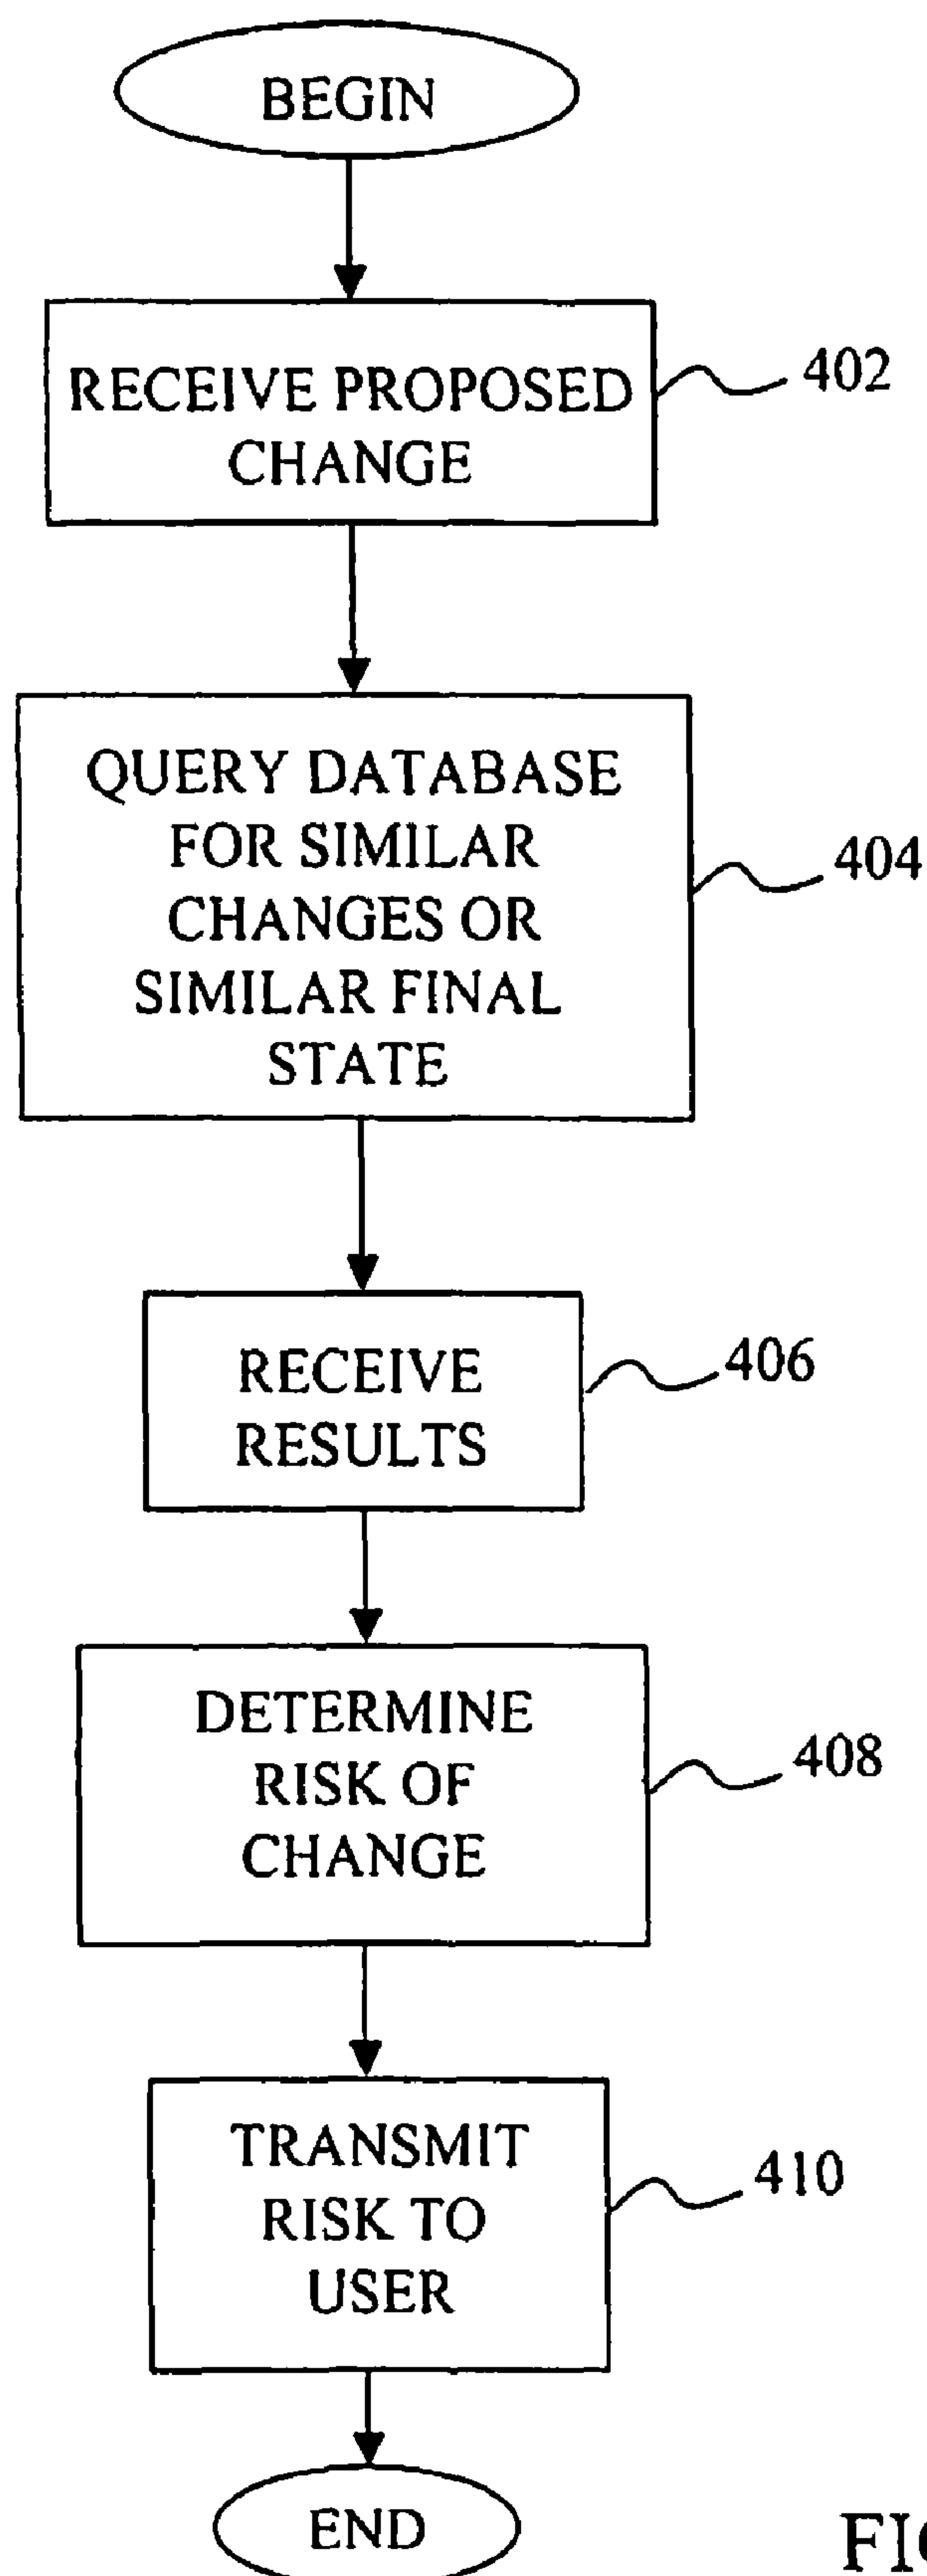 BEGIN
RECEIVE PROPOSED
CHANGE
402
QUERY DATABASE
FOR SIMILAR
CHANGES OR
SIMILAR FINAL
STATE
404
RECEIVE
RESULTS
406
DETERMINE
RISK OF
CHANGE
408
TRANSMIT
RISK TO
USER
410
END